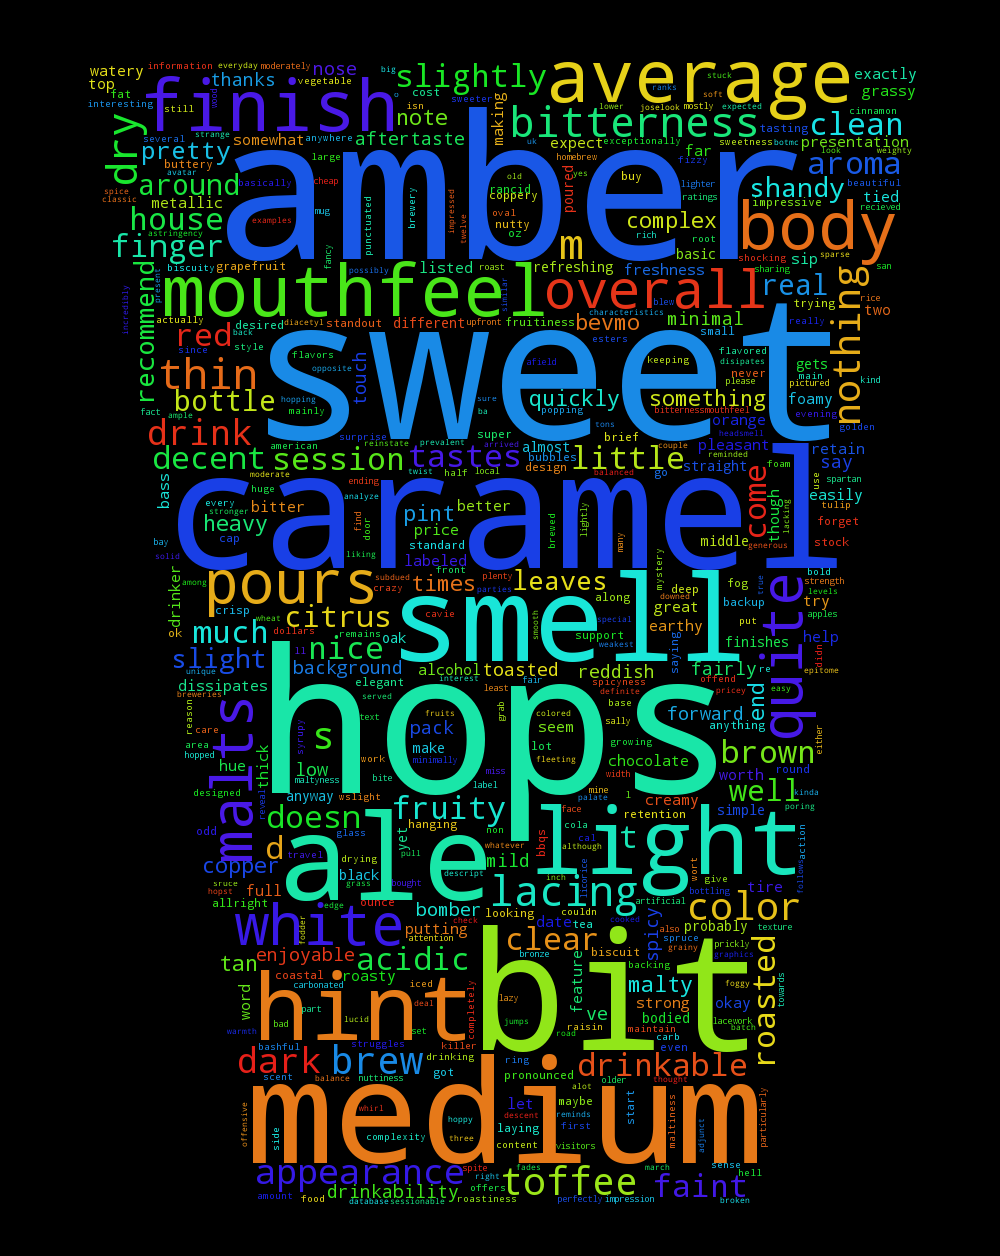 watery information everyday moderately nose big slightly average stuck exactly
top thanks vegetable cost ranks grassy
interesting fat still finish o sweeter making soft
wood isn note lower joselook mostly expected cinnamon
dry several strange anywhere aftertaste bitterness uk tasting clean
pretty somewhat amber expect exceptionally sweetness botmc presentation
buttery avatar large homebrew far fizzy look weighty
basically cheap old yes lighter aroma beautiful
around spice classic rancid coppery poured buy ratings shandy impressive tied recieved
metallic mug oval impressed twelve brewery punctuated
house examples nutty complex rich root body
astringency oz m basic shocking sip sparse
finger fancy
biscuity grapefruit listed roast refreshing freshness sharing san
recommend present incredibly actually possibly mouthfeel similar overall characteristics real trying rice two
desired diacetyl standout different upfront fruitiness bevmo minimal blew small really nothing
red since style back flavors esters keeping flavored gets
thin opposite touch sweet afield disipates main kind
bottle hopping sure quickly something never please pictured foamy
fact ample mainly ba popping bitternessmouthfeel evening
drink surprise tons orange headsmell golden
american reinstate prevalent arrived super almost brief couple pleasant retain
decent session tastes bubbles little reminded foam say
moderate twist half local design balanced go straight use spartan
bass huge analyze ending caramel come though lacking easily
every stronger bitter pint better tulip
heavy find door price brewed lightly many forget
bay cap standard middle stock
solid liking labeled front generous
among pours subdued crazy times plenty parties leaves mystery deep fog true bold strength levels
drinker crisp along great backup try apples
wheat citrus cavie smell smooth special put
ok dollars remains oak support earthy help
much ll nice weakest saying finishes didn
slight background alcohol interest toasted fair reddish offend fairly re quite epitome
unique elegant spicyness pricey easy
dissipates breweries served least definite
reason text fruits grab colored base sally forward end
care hops pack seem growing anything either
area hopped s work make minimally lot fleeting chocolate brown
hue thick syrupy low maltyness bite miss width worth round
malts designed reveal anyway wslight label mine l creamy well kinda
fruity palate face retention simple poring
odd doesn glass yet hanging non cola cal it
d travel drying pull whatever although bbqs light wort action follows
copper black mild inch give
sruce hopst grass bought ale descript licorice bottling tire
allright full edge ounce lacing artificial
white fodder check bomber looking couldn cooked color
putting attention date tea spicy also probably texture
enjoyable clear spruce prickly
tan acidic bronze biscuit grainy graphics roasted
coastal roasty iced lazy backing foggy towards
word carbonated hint completely feature malty
part deal strong okay
bad lucid set jumps ve bodied lacework
warmth road bit raisin maintain batch
bashful struggles killer carb even
dark brew drinking ring drinkable
scent balance nuttiness got pronounced older thought
offensive medium alot maybe start maltiness particularly
whirl hoppy descent let reminds first adjunct
side complexity three laying content visitors
spite fades march sense hell
appearance right toffee faint
amount food drinkability offers roastiness perfectly impression broken
database sessionable